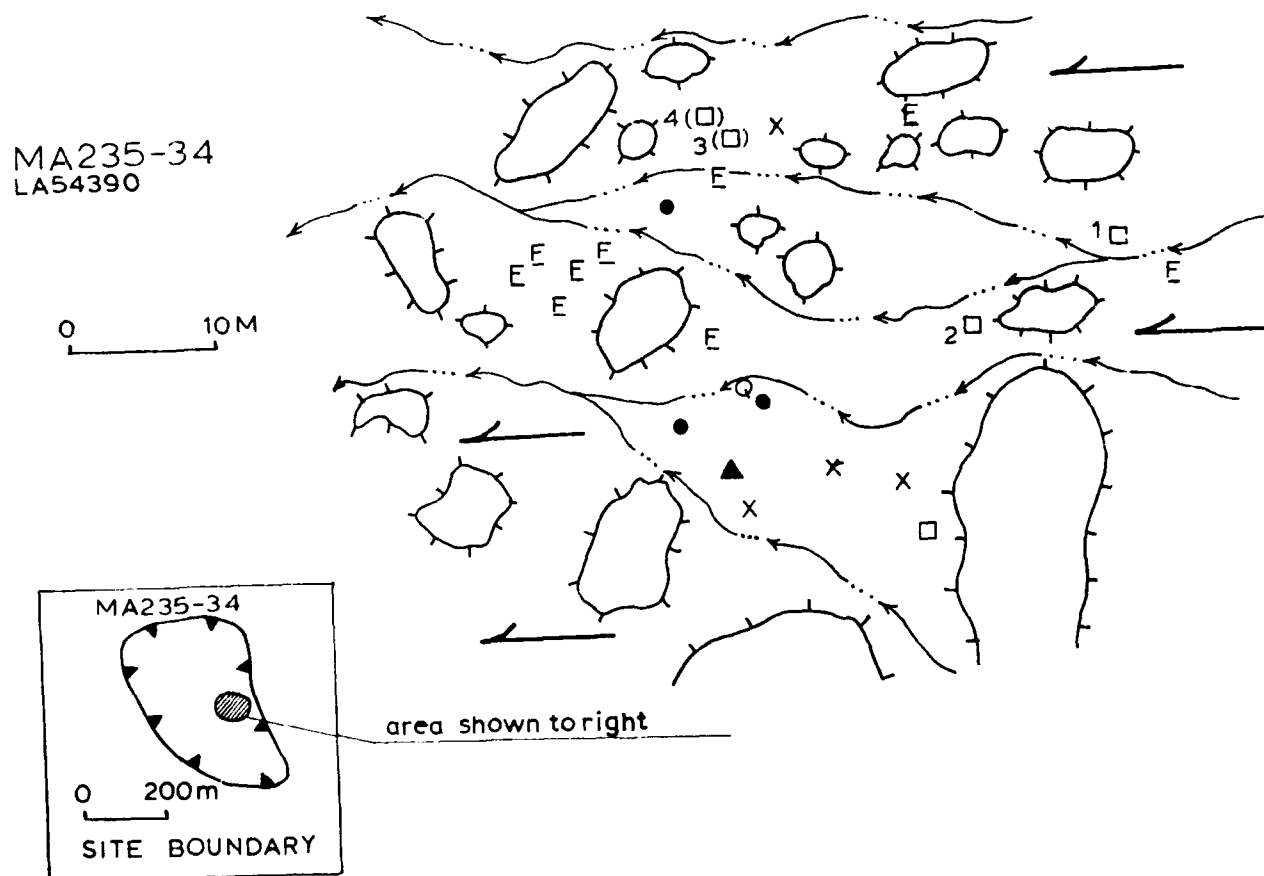 MA235-34
LA54390
0 10M
4 (□)
3 (□)
X
E
E
1 □
E
E
E
E
E
E
2 □
E
Q
X
X
X
□
MA235-34
area shown to right
0 200m
SITE BOUNDARY